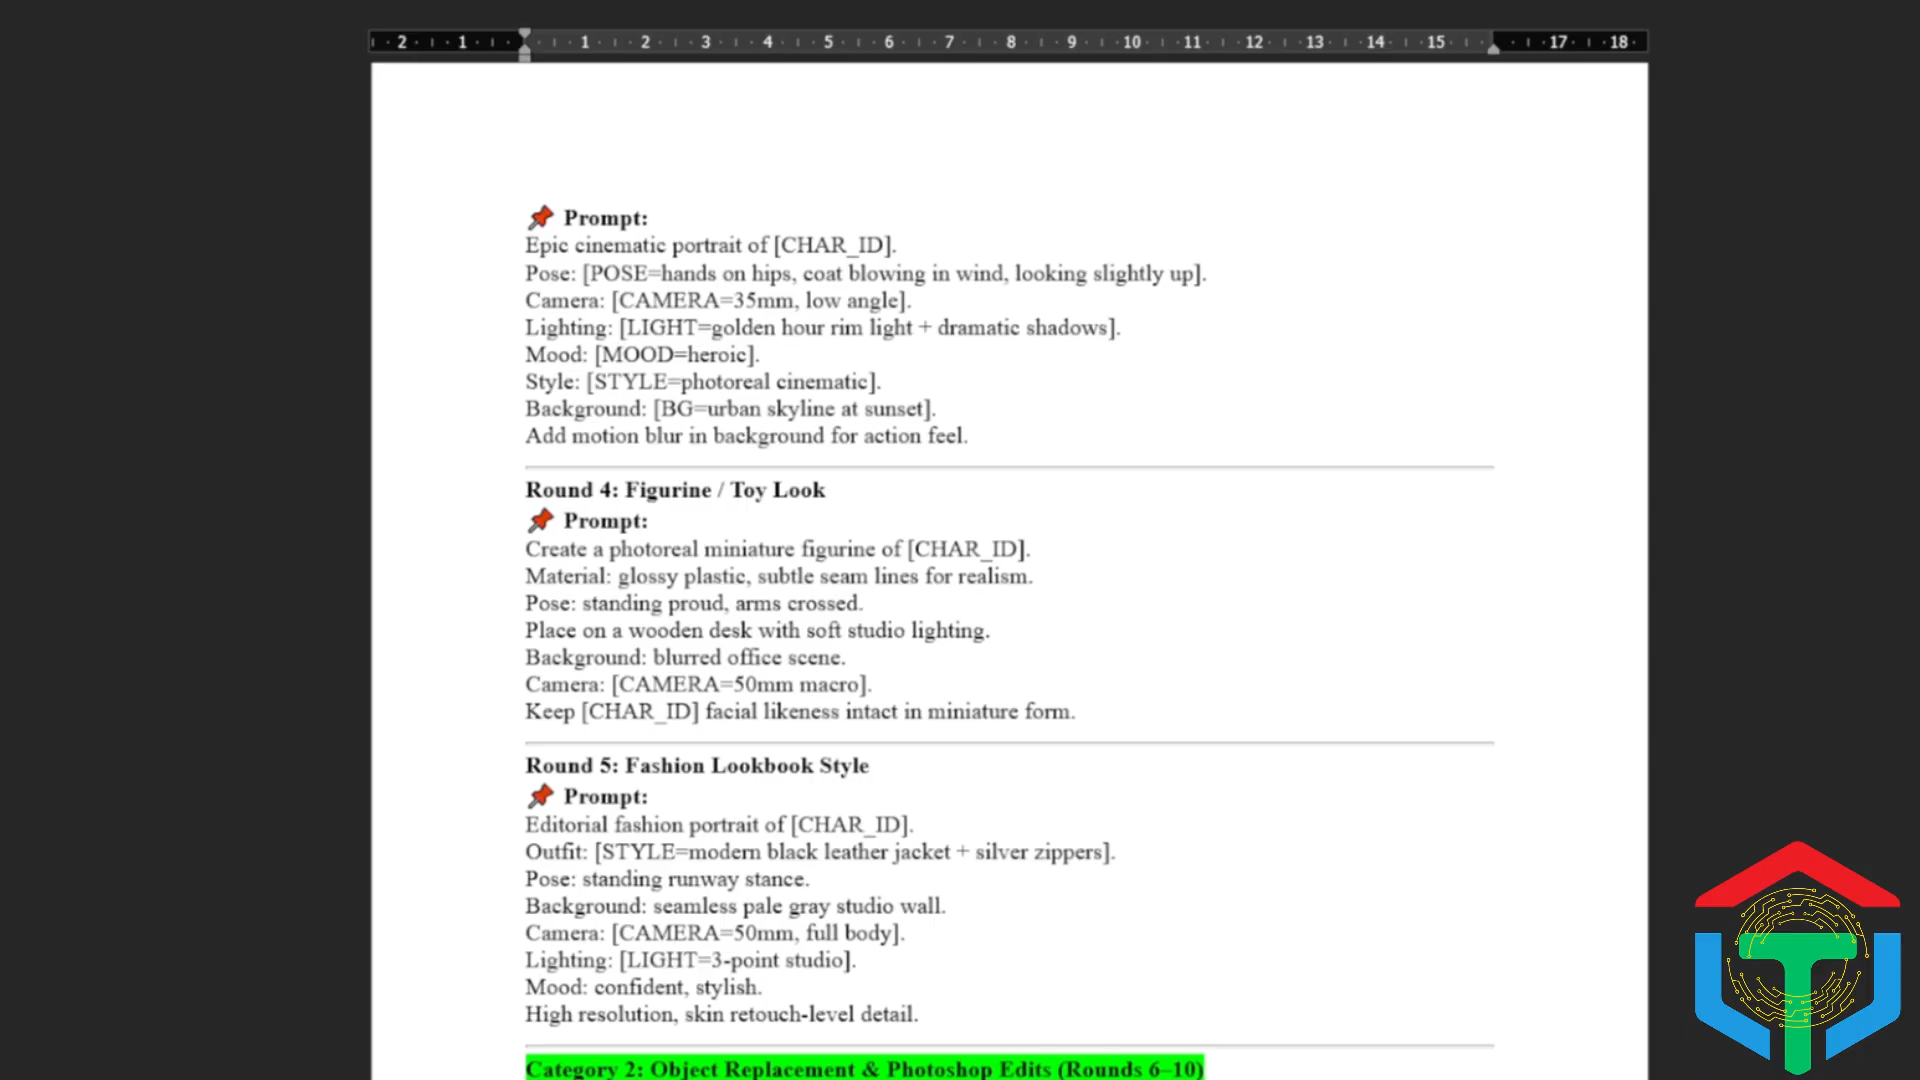 2 1 1 2 3 4 5 6 7 8 9 10 11 12 13 14 15 17 18
📌 Prompt:
Epic cinematic portrait of [CHAR_ID].
Pose: [POSE=hands on hips, coat blowing in wind, looking slightly up].
Camera: [CAMERA=35mm, low angle].
Lighting: [LIGHT=golden hour rim light + dramatic shadows].
Mood: [MOOD=heroic].
Style: [STYLE=photoreal cinematic].
Background: [BG=urban skyline at sunset].
Add motion blur in background for action feel.
Round 4: Figurine / Toy Look
📌 Prompt:
Create a photoreal miniature figurine of [CHAR_ID].
Material: glossy plastic, subtle seam lines for realism.
Pose: standing proud, arms crossed.
Place on a wooden desk with soft studio lighting.
Background: blurred office scene.
Camera: [CAMERA=50mm macro].
Keep [CHAR_ID] facial likeness intact in miniature form.
Round 5: Fashion Lookbook Style
📌 Prompt:
Editorial fashion portrait of [CHAR_ID].
Outfit: [STYLE=modern black leather jacket + silver zippers].
Pose: standing runway stance.
Background: seamless pale gray studio wall.
Camera: [CAMERA=50mm, full body].
Lighting: [LIGHT=3-point studio].
Mood: confident, stylish.
High resolution, skin retouch-level detail.
Category 2: Object Replacement & Photoshop Edits (Rounds 6–10)
T